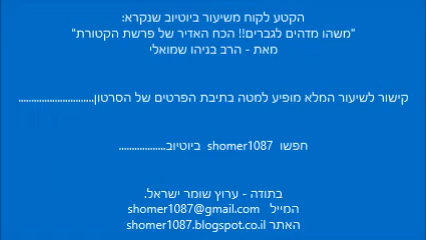 הקטע לקוח משיעור ביוטיוב שנקרא:
"משהו מדהים לגברים!! הכח האדיר של פרשת הקטורת"
מאת - הרב בניהו שמואלי
קישור לשיעור המלא מופיע למטה בתיבת הפרטים של הסרטון.............................
חפשו shomer1087 ביוטיוב..................
בתודה - ערוץ שומר ישראל.
המייל shomer1087@gmail.com
האתר shomer1087.blogspot.co.il